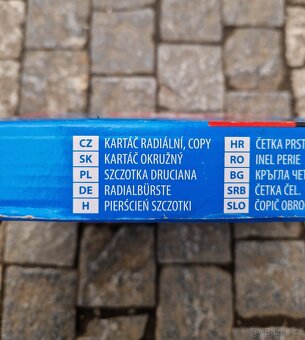 CZ KARTÁČ RADIÁLNÍ, COPY
SK KARTÁČ OKRUŽNÝ
PL SZCZOTKA DRUCIANA
DE RADIALBÜRSTE
H PIERSCIEŃ SZCZOTKI
HR ČETKA PRST
RO INEL PERIE
BG КРЪГЛА ЧЕТ
SRB ČETKA ČEL.
SLO ČOPIČ OBRO